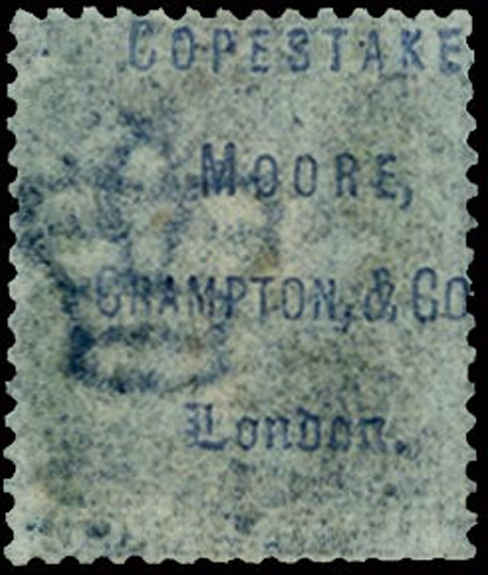 COPESTAKE
MOORE,
CRAMPTON, & CO
London.